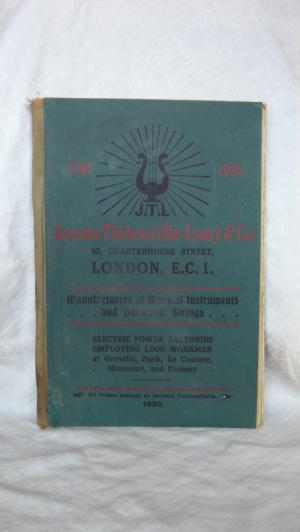 1790 1920
J.T.L
Jerome Thibouville-Lamy & Co.
10, CHARTERHOUSE STREET,
LONDON, E.C. 1.
Manufacturers of Musical Instruments
. . and Harmonic Strings . . .
ELECTRIC POWER FACTORIES
EMPLOYING 1,000 WORKMEN
at Grenelle, Paris, La Couture,
Mirecourt, and Poussay .
All Prices subject to Market Fluctuations.
1920.